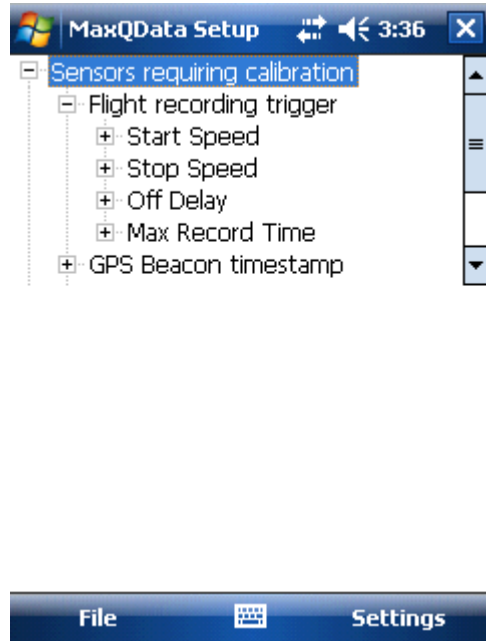 MaxQData Setup 3:36
Sensors requiring calibration
Flight recording trigger
Start Speed
Stop Speed
Off Delay
Max Record Time
GPS Beacon timestamp
File Settings